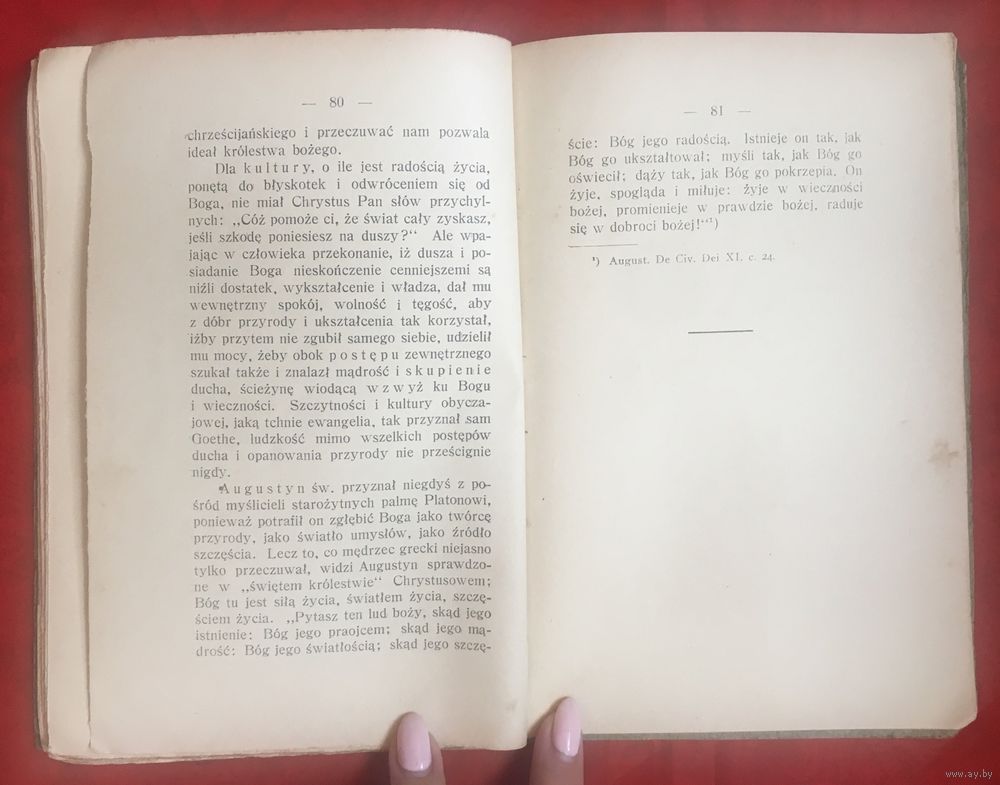 — 80 —
chrześcijańskiego i przeczuwać nam pozwala
ideał królestwa bożego.
Dla kultury, o ile jest radością życia,
ponętą do błyskotek i odwróceniem się od
Boga, nie miał Chrystus Pan słów przychyl-
nych: „Cóż pomoże ci, że świat cały zyskasz,
jeśli szkodę poniesiesz na duszy?“ Ale wpa-
jając w człowieka przekonanie, iż dusza i po-
siadanie Boga nieskończenie cenniejszemi są
niźli dostatek, wykształcenie i władza, dał mu
wewnętrzny spokój, wolność i tęgość, aby
z dóbr przyrody i ukształcenia tak korzystał,
iżby przytem nie zgubił samego siebie, udzielił
mu mocy, żeby obok postępu zewnętrznego
szukał także i znalazł mądrość i skupienie
ducha, ścieżynę wiodącą wzwyż ku Bogu
i wieczności. Szczytności i kultury obycza-
jowej, jaką tchnie ewangelia, tak przyznał sam
Goethe, ludzkość mimo wszelkich postępów
ducha i opanowania przyrody nie prześcignie
nigdy.
Augustyn św. przyznał niegdyś z po-
śród myślicieli starożytnych palmę Platonowi,
ponieważ potrafił on zgłębić Boga jako twórcę
przyrody, jako światło umysłów, jako źródło
szczęścia. Lecz to, co mędrzec grecki niejasno
tylko przeczuwał, widzi Augustyn sprawdzo-
ne w „świętem królestwie“ Chrystusowem;
Bóg tu jest siłą życia, światłem życia, szczę-
ściem życia. „Pytasz ten lud boży, skąd jego
istnienie: Bóg jego praojcem; skąd jego mą-
drość: Bóg jego światłością; skąd jego szczę-
— 81 —
ście: Bóg jego radością. Istnieje on tak, jak
Bóg go ukształtował; myśli tak, jak Bóg go
oświecił; dąży tak, jak Bóg go pokrzepia. On
żyje, spogląda i miłuje: żyje w wieczności
bożej, promienieje w prawdzie bożej, raduje
się w dobroci bożej!“¹)
¹) August. De Civ. Dei XI. c. 24.
www.ay.by